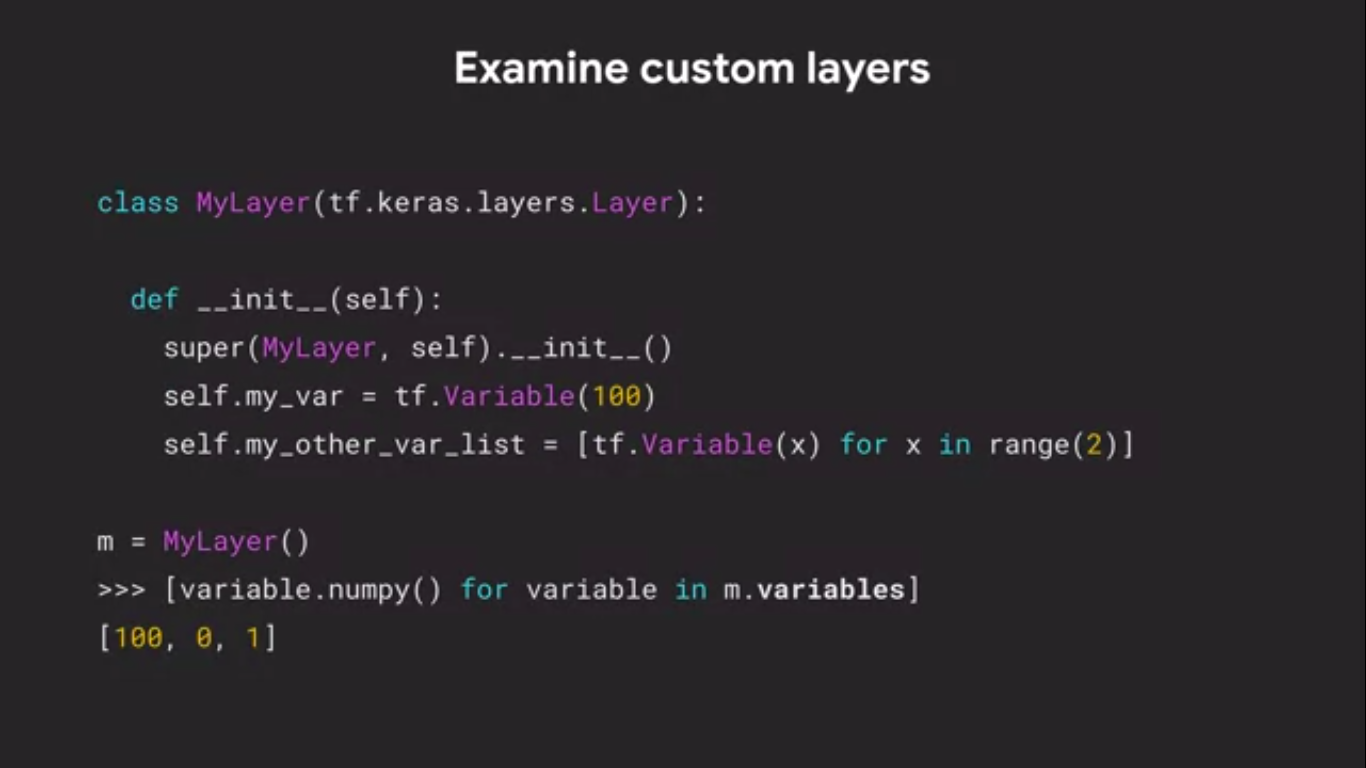 Examine custom layers
class MyLayer(tf.keras.layers.Layer):
def __init__(self):
super(MyLayer, self).__init__()
self.my_var = tf.Variable(100)
self.my_other_var_list = [tf.Variable(x) for x in range(2)]
m = MyLayer()
>>> [variable.numpy() for variable in m.variables]
[100, 0, 1]